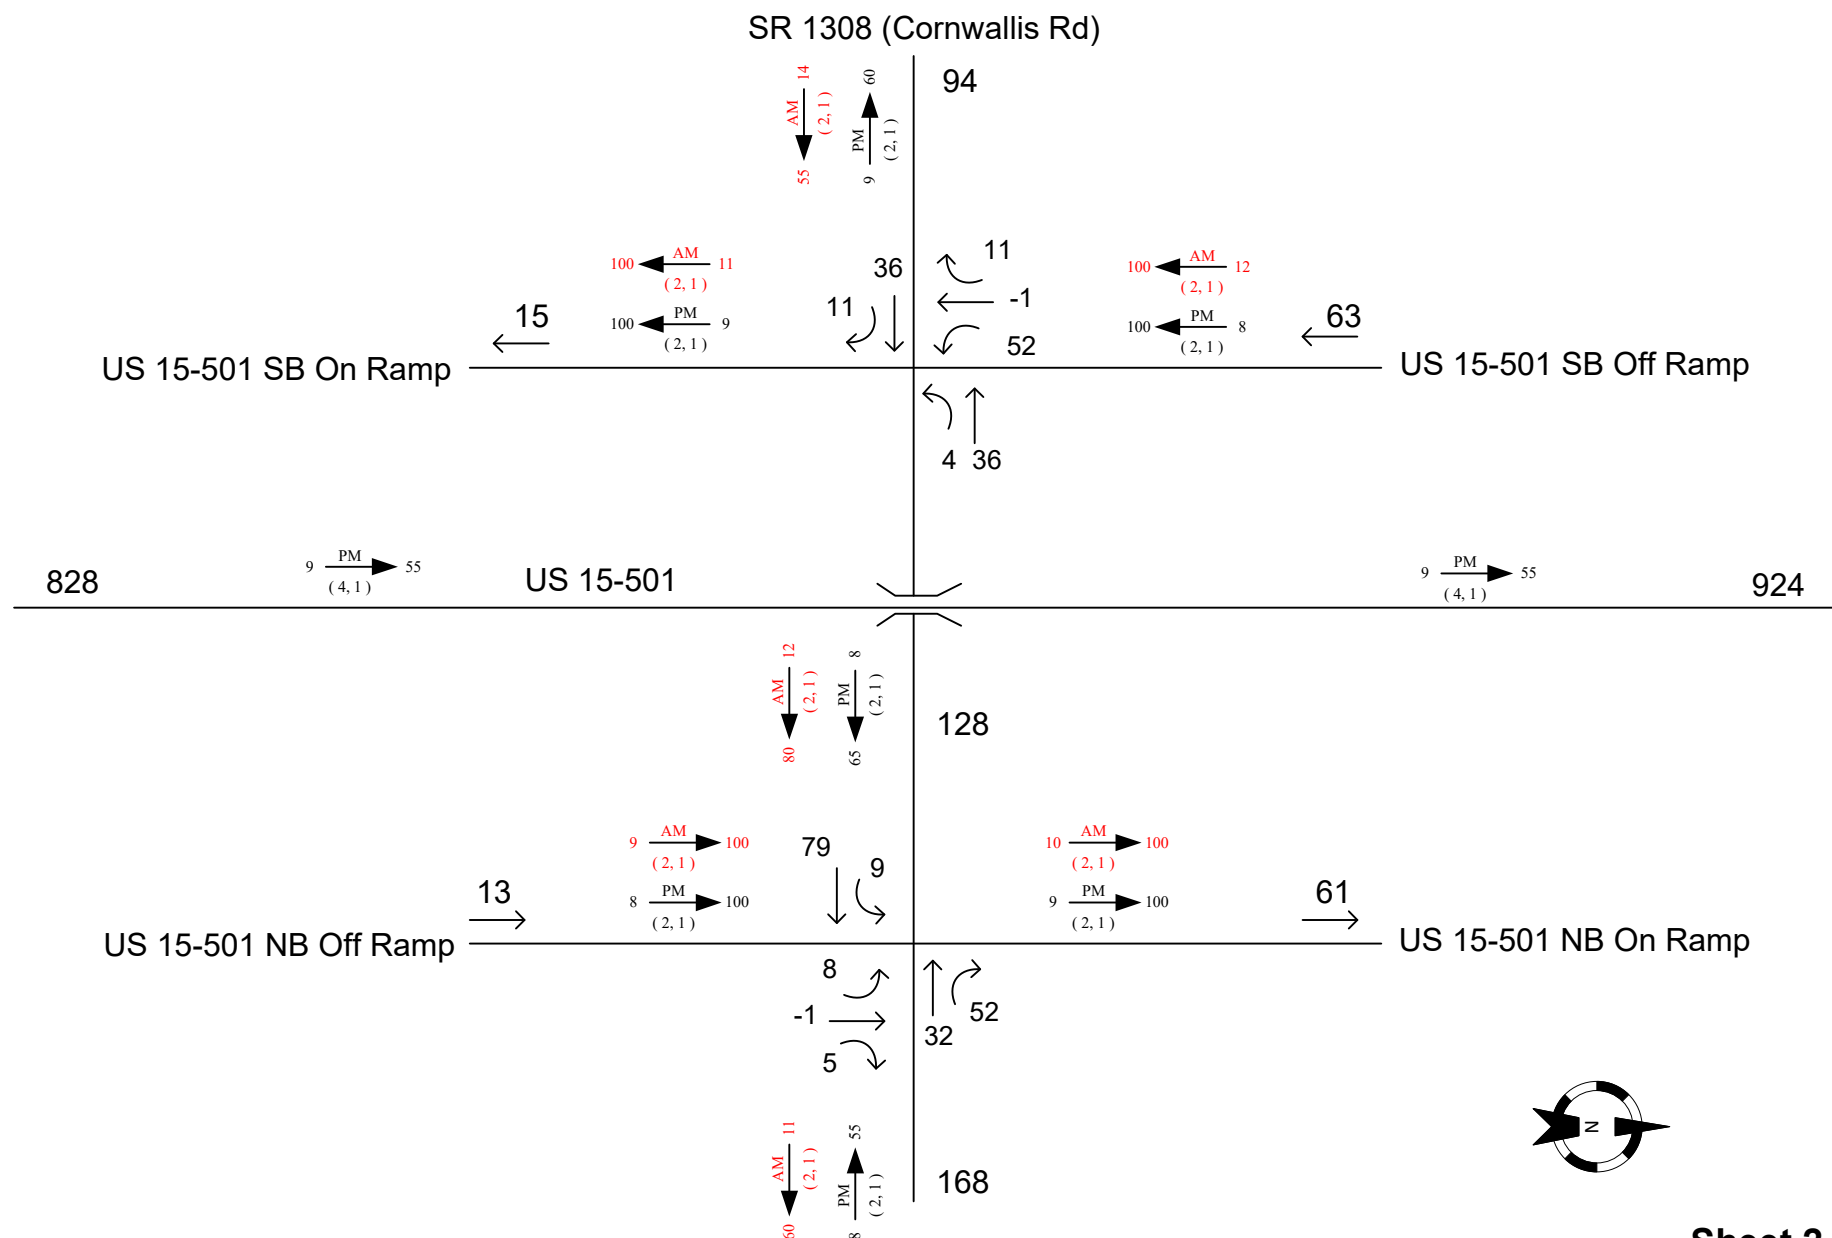 SR 1308 (Cornwallis Rd)
94
14
AM
( 2, 1 )
55
60
PM
( 2, 1 )
9
100
AM
11
( 2, 1 )
100
PM
9
( 2, 1 )
15
US 15-501 SB On Ramp
36
11
11
-1
52
4
36
100
AM
12
( 2, 1 )
100
PM
8
( 2, 1 )
63
US 15-501 SB Off Ramp
828
9
PM
55
( 4, 1 )
US 15-501
9
PM
55
( 4, 1 )
924
12
AM
( 2, 1 )
80
8
PM
( 2, 1 )
65
128
9
AM
100
( 2, 1 )
8
PM
100
( 2, 1 )
13
US 15-501 NB Off Ramp
79
9
8
-1
5
32
52
10
AM
100
( 2, 1 )
9
PM
100
( 2, 1 )
61
US 15-501 NB On Ramp
11
AM
( 2, 1 )
60
55
PM
( 2, 1 )
8
168
N
Sheet 2